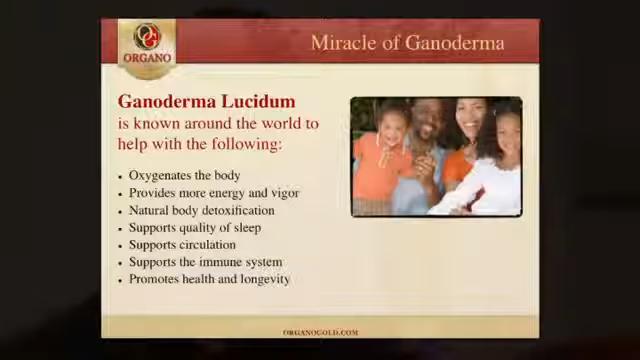 ORGANO
Miracle of Ganoderma
Ganoderma Lucidum
is known around the world to
help with the following:
• Oxygenates the body
• Provides more energy and vigor
• Natural body detoxification
• Supports quality of sleep
• Supports circulation
• Supports the immune system
• Promotes health and longevity
ORGANOGOLD.COM